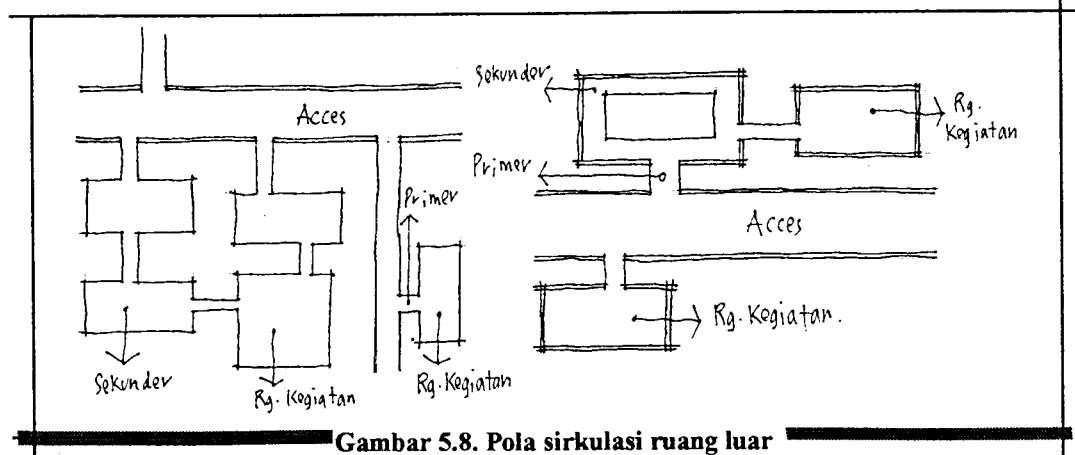 Acces
Primer
Sekunder
Rg. Kegiatan
Rg. Kegiatan
Sekunder
Rg.
Kegiatan
Primer
Acces
Rg. Kegiatan.
Gambar 5.8. Pola sirkulasi ruang luar